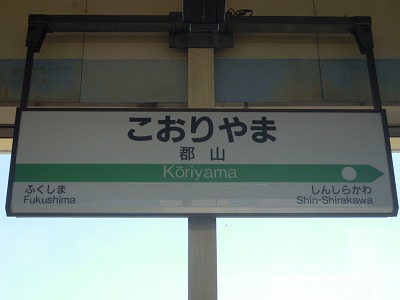 こおりやま
郡山
Kōriyama
ふくしま
Fukushima
しんしらかわ
Shin-Shirakawa